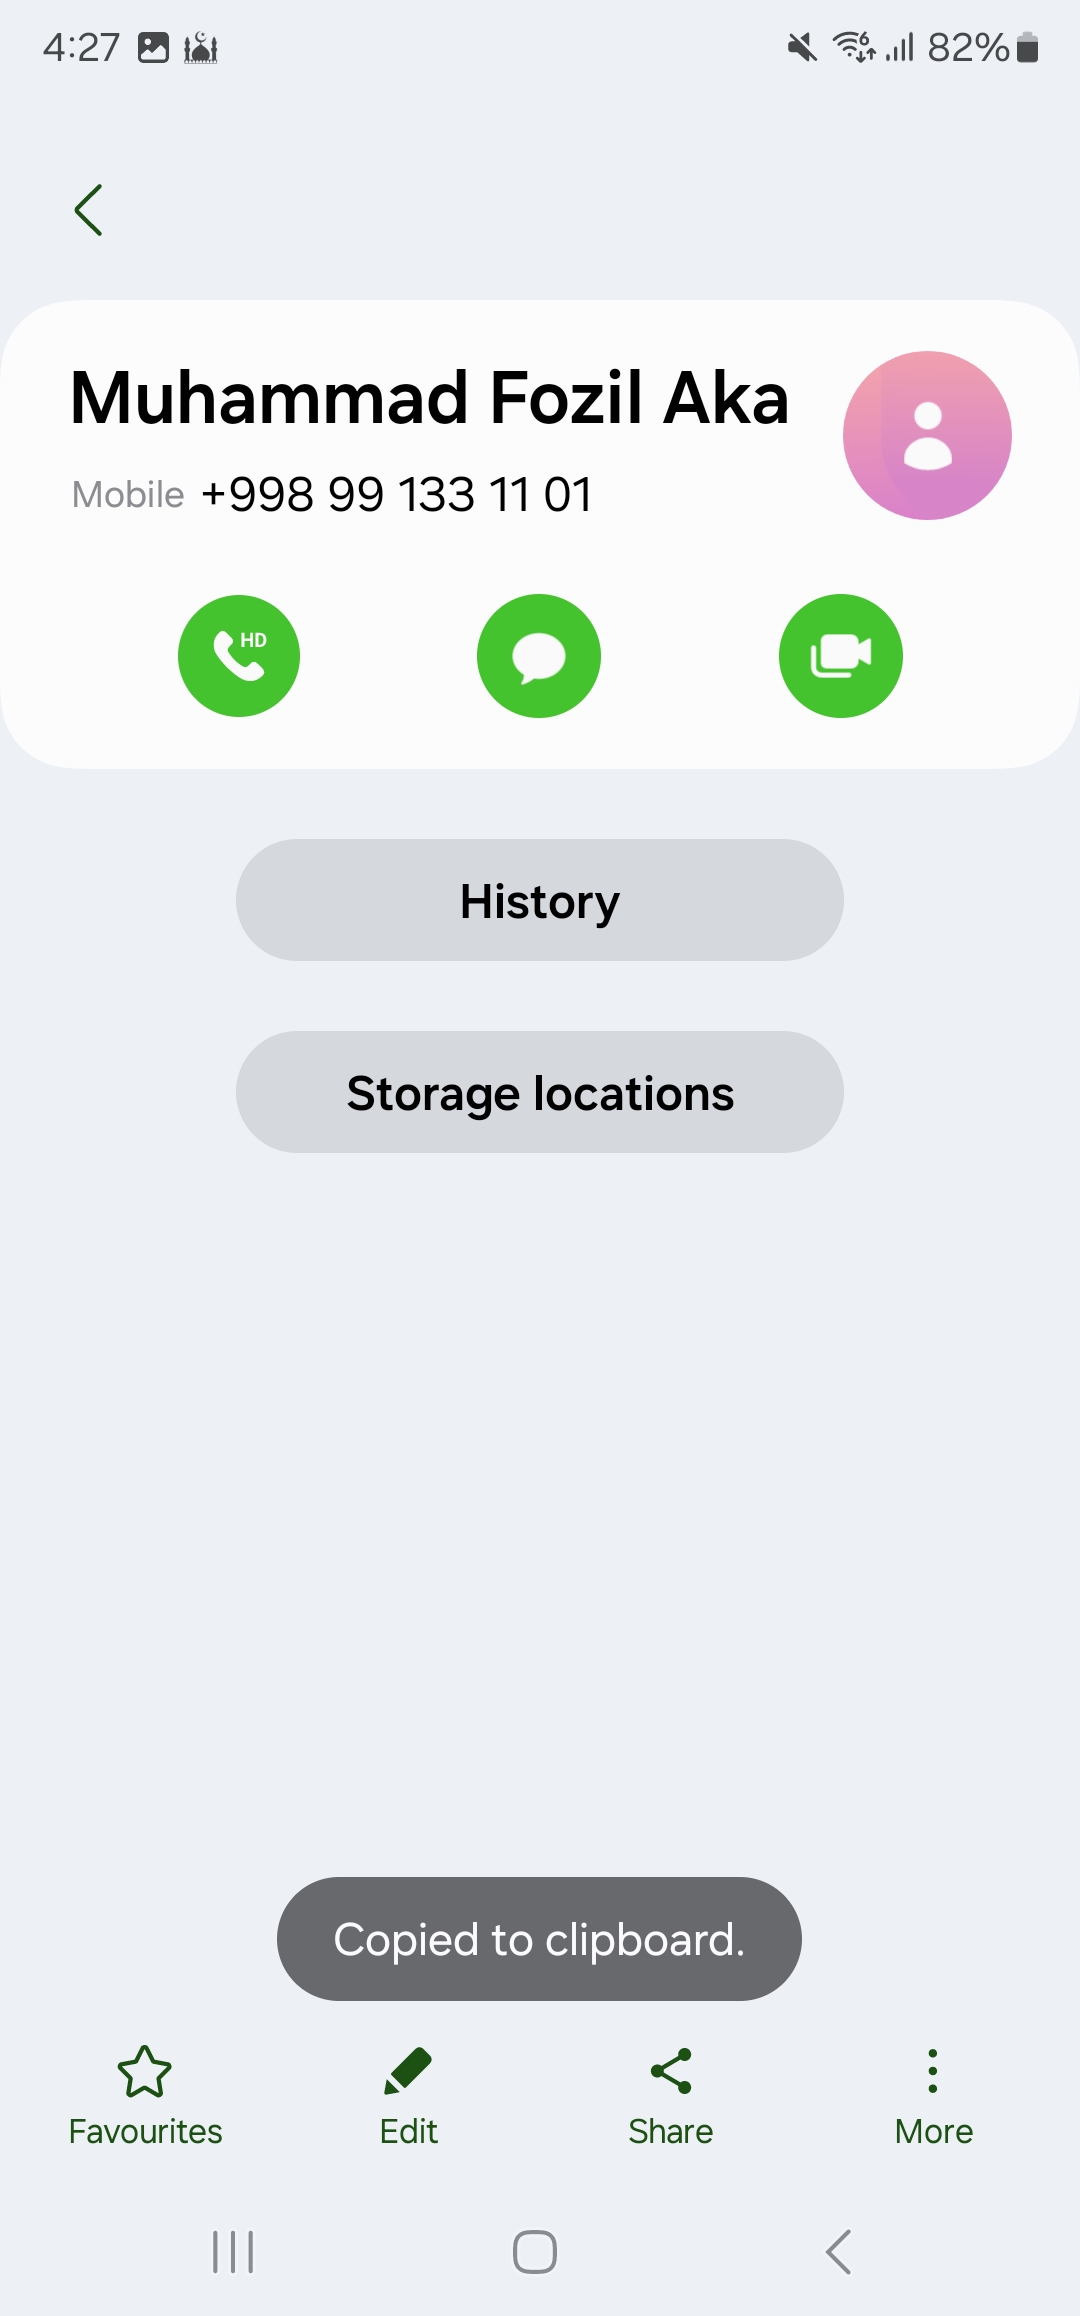 4:27 82%
Muhammad Fozil Aka
Mobile +998 99 133 11 01
HD
History
Storage locations
Copied to clipboard.
Favourites Edit Share More